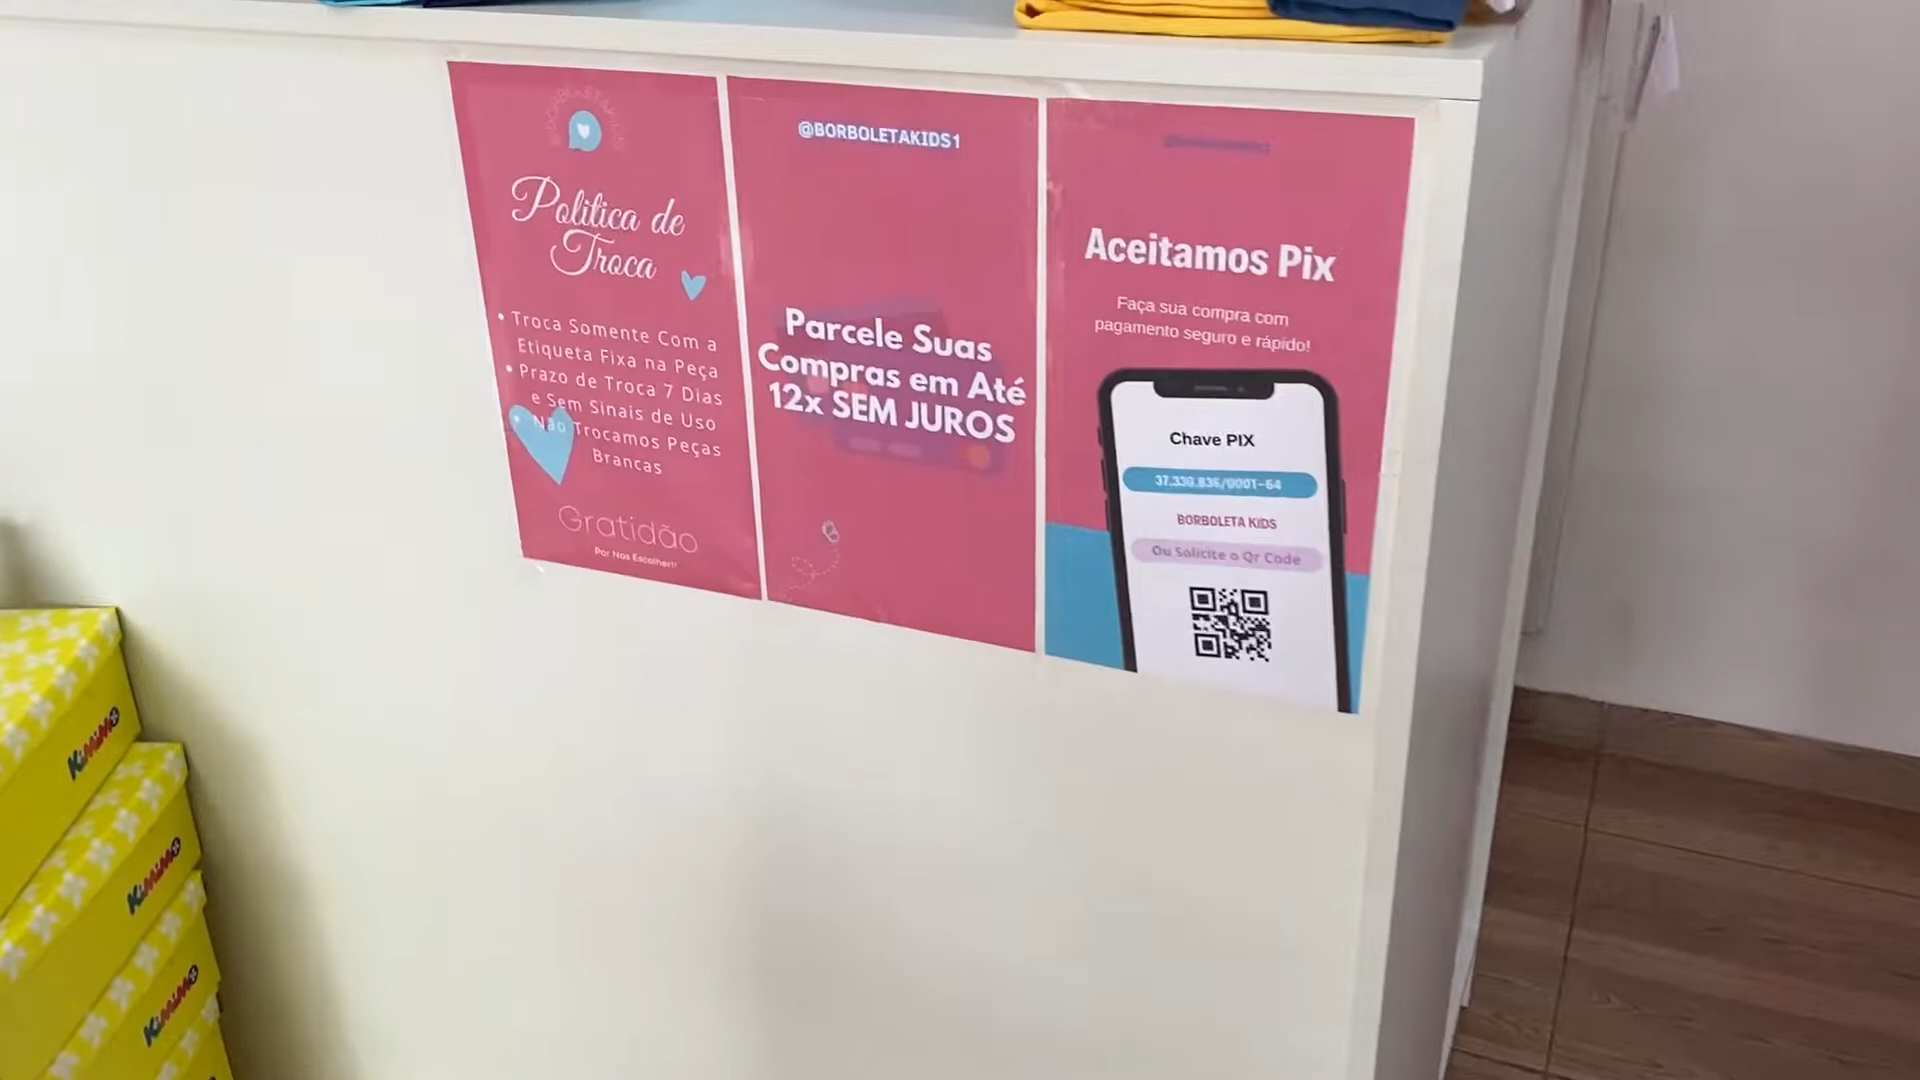 Politica de
Troca
• Troca Somente Com a
Etiqueta Fixa na Peça
• Prazo de Troca 7 Dias
e Sem Sinais de Uso
• Não Trocamos Peças
Brancas
Gratidão
Por Nos Escolher!!
@BORBOLETAKIDS1
Parcele Suas
Compras em Até
12x SEM JUROS
Aceitamos Pix
Faça sua compra com
pagamento seguro e rápido!
Chave PIX
37.330.836/0001-64
BORBOLETA KIDS
Ou Solicite o Qr Code
KiMiMo
KiMiMo
KiMiMo